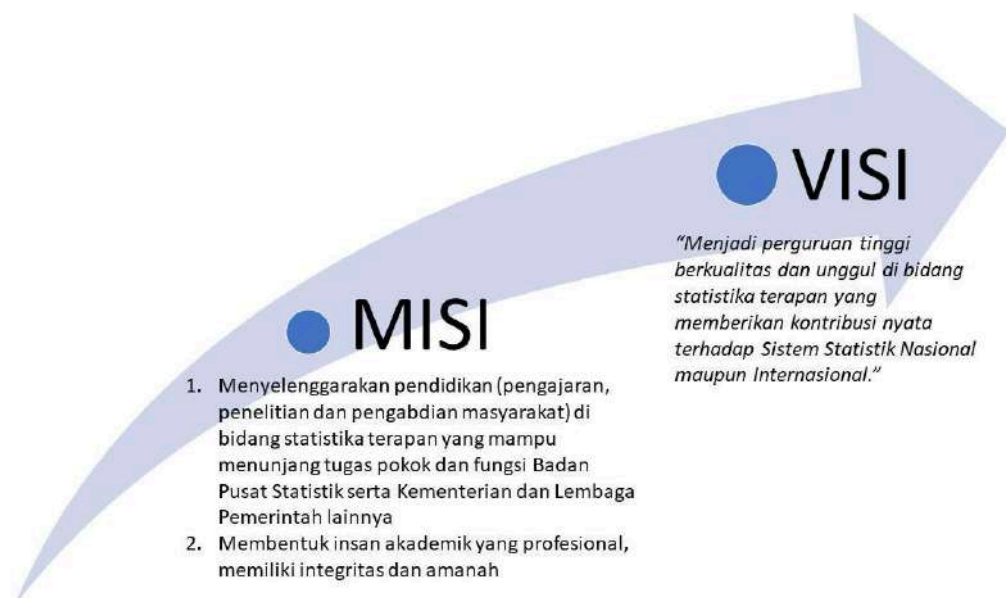 VISI
“Menjadi perguruan tinggi
berkualitas dan unggul di bidang
statistika terapan yang
memberikan kontribusi nyata
terhadap Sistem Statistik Nasional
maupun Internasional.”
MISI
1. Menyelenggarakan pendidikan (pengajaran,
penelitian dan pengabdian masyarakat) di
bidang statistika terapan yang mampu
menunjang tugas pokok dan fungsi Badan
Pusat Statistik serta Kementerian dan Lembaga
Pemerintah lainnya
2. Membentuk insan akademik yang profesional,
memiliki integritas dan amanah